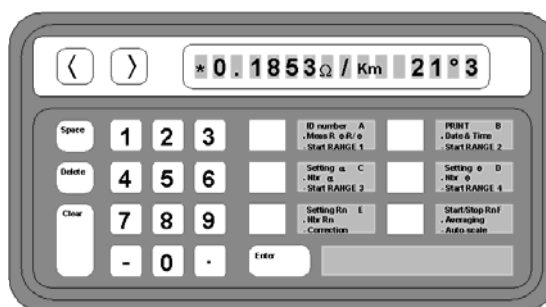 < >
* 0.1853Ω / Km 21°3
Space 1 2 3
ID number A
. Meas R ⌀ R/⌀
- Start RANGE 1
PRINT B
. Date & Time
- Start RANGE 2
Delete 4 5 6
Setting α C
. Nbr α
- Start RANGE 3
Setting ⌀ D
. Nbr ⌀
- Start RANGE 4
Clear 7 8 9
Setting Rn E
. Nbr Rn
- Correction
Start/Stop Rn F
. Averaging
- Auto-scale
- 0 .
Enter